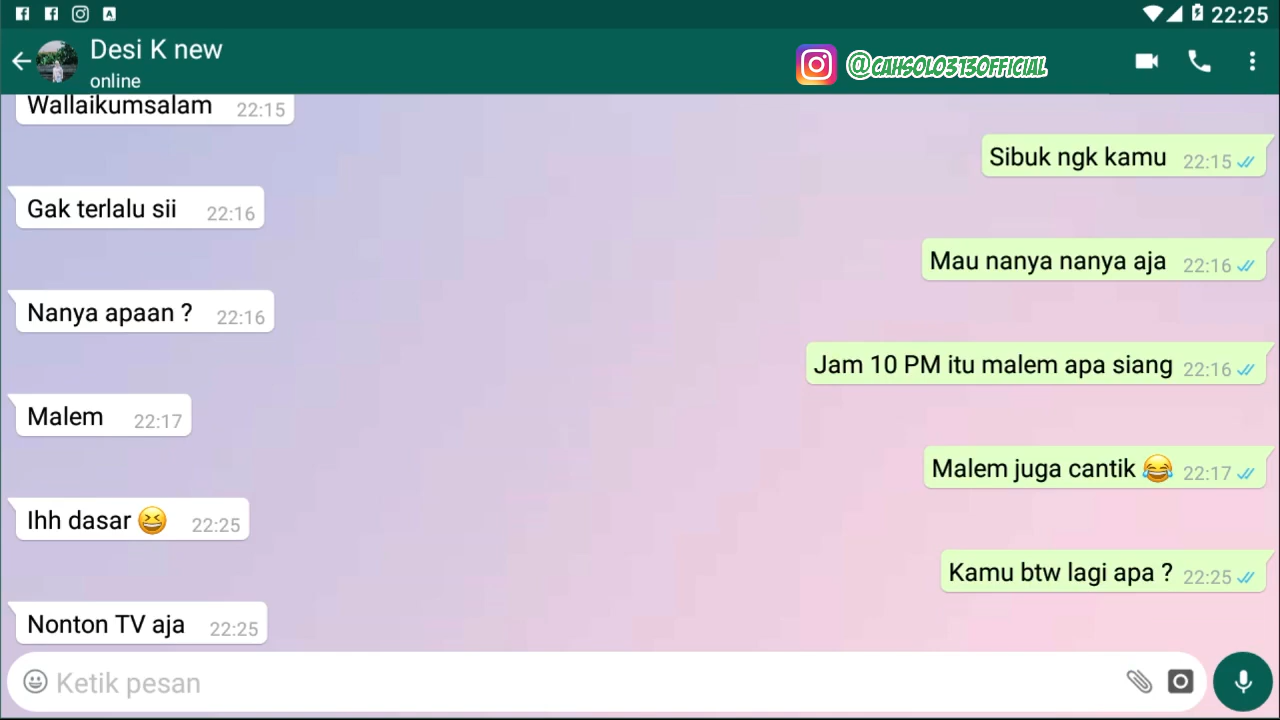 22:25
Desi K new
online
@CAHSOLO313OFFICIAL
Wallaikumsalam 22:15
Sibuk ngk kamu 22:15
Gak terlalu sii 22:16
Mau nanya nanya aja 22:16
Nanya apaan ? 22:16
Jam 10 PM itu malem apa siang 22:16
Malem 22:17
Malem juga cantik 😂 22:17
Ihh dasar 😆 22:25
Kamu btw lagi apa ? 22:25
Nonton TV aja 22:25
Ketik pesan